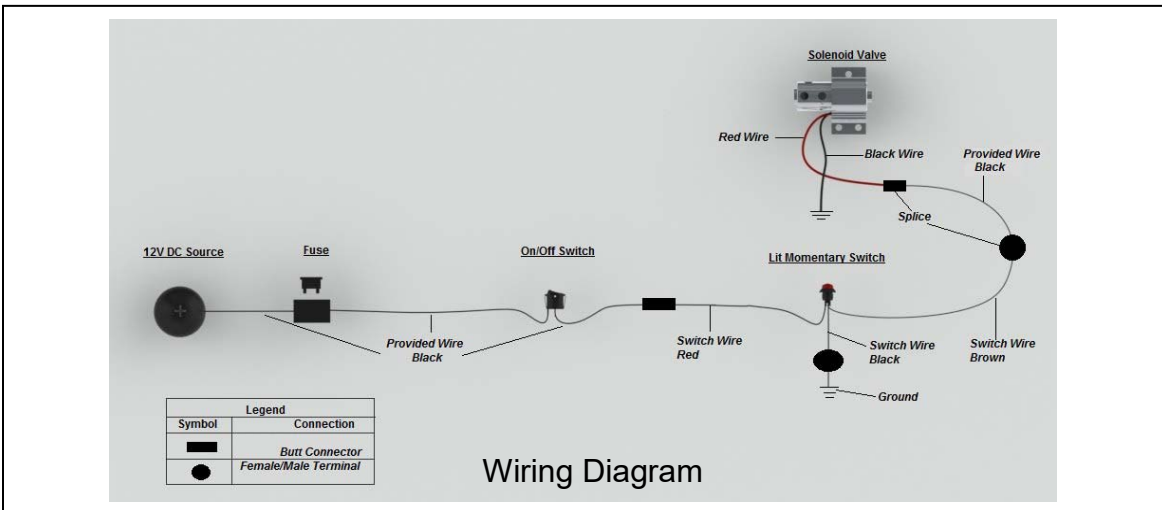 Solenoid Valve
Red Wire
Black Wire
Provided Wire
Black
Splice
12V DC Source
Fuse
On/Off Switch
Lit Momentary Switch
Provided Wire
Black
Switch Wire
Red
Switch Wire
Black
Switch Wire
Brown
Ground
Legend
Symbol Connection
Butt Connector
Female/Male Terminal
Wiring Diagram